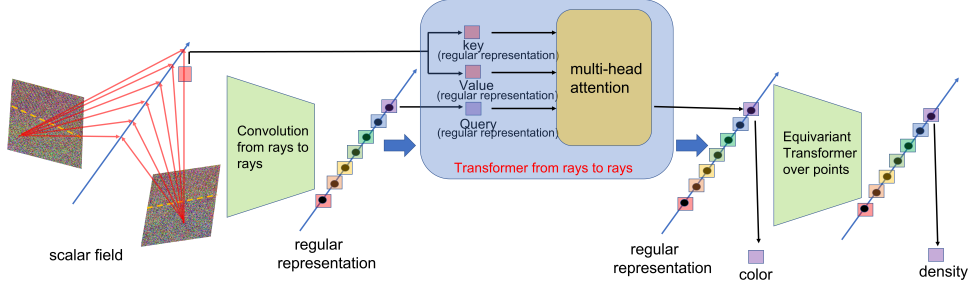 scalar field
Convolution
from rays to
rays
regular
representation
key
(regular representation)
Value
(regular representation)
Query
(regular representation)
multi-head
attention
Transformer from rays to rays
regular
representation
color
Equivariant
Transformer
over points
density